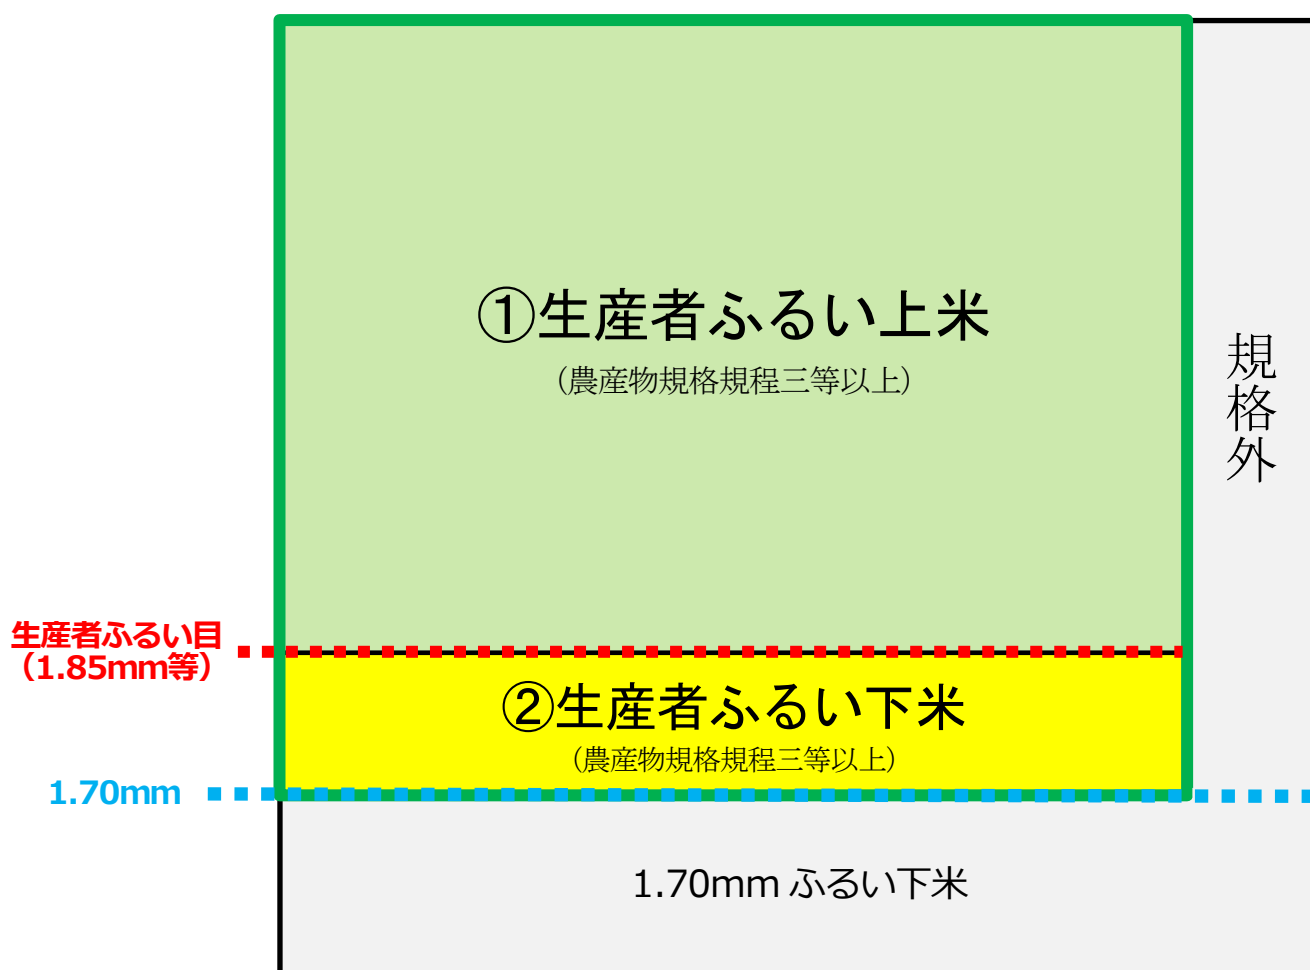 ①生産者ふるい上米
（農産物規格規程三等以上）
規格外
生産者ふるい目
（1.85mm等）
②生産者ふるい下米
（農産物規格規程三等以上）
1.70mm
1.70mm ふるい下米